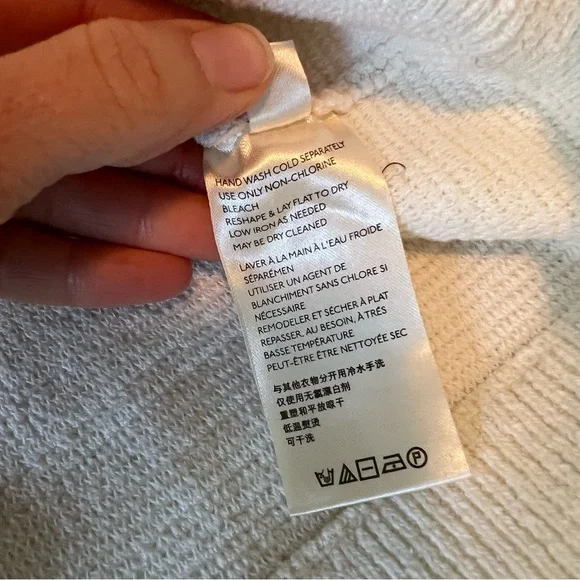 HAND WASH COLD SEPARATELY
USE ONLY NON-CHLORINE
BLEACH
RESHAPE & LAY FLAT TO DRY
LOW IRON AS NEEDED
MAY BE DRY CLEANED
LAVER À LA MAIN À L'EAU FROIDE
SÉPARÉMEN
UTILISER UN AGENT DE
BLANCHIMENT SANS CHLORE SI
NÉCESSAIRE
REMODELER ET SÉCHER À PLAT
REPASSER, AU BESOIN, À TRÈS
BASSE TEMPÉRATURE
PEUT-ÊTRE ÊTRE NETTOYÉE SEC
与其他衣物分开用冷水手洗
仅使用无氯漂白剂
重塑和平放晾干
低温熨烫
可干洗
P